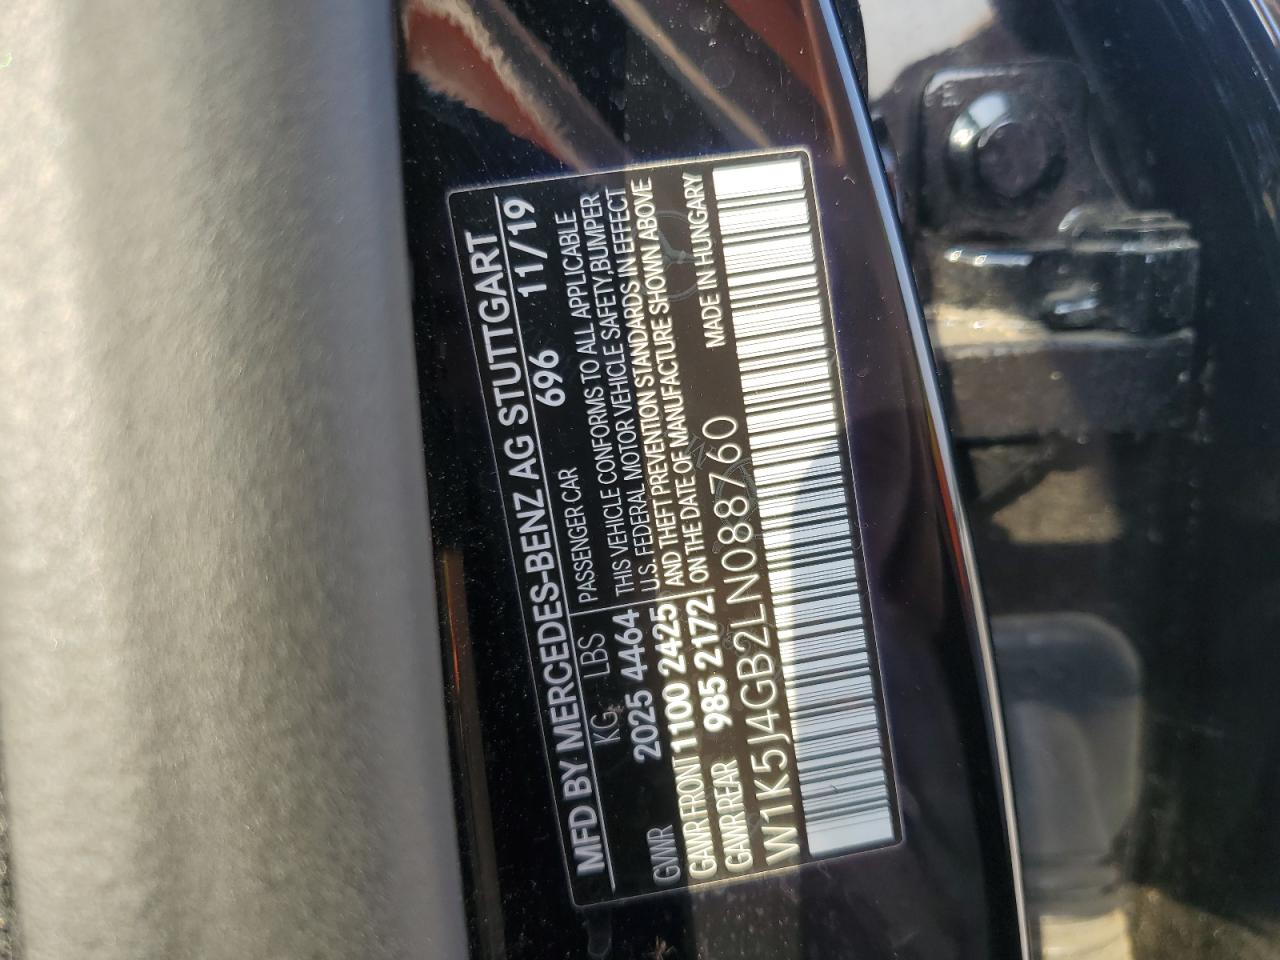 MFD BY MERCEDES-BENZ AG STUTTGART
696 11/19
KG LBS PASSENGER CAR
GVWR 2025 4464 THIS VEHICLE CONFORMS TO ALL APPLICABLE
U.S. FEDERAL MOTOR VEHICLE SAFETY,BUMPER
GAWR FRONT 1100 2425 AND THEFT PREVENTION STANDARDS IN EFFECT
GAWR REAR 985 2172 ON THE DATE OF MANUFACTURE SHOWN ABOVE
W1K5J4GB2LN088760 MADE IN HUNGARY